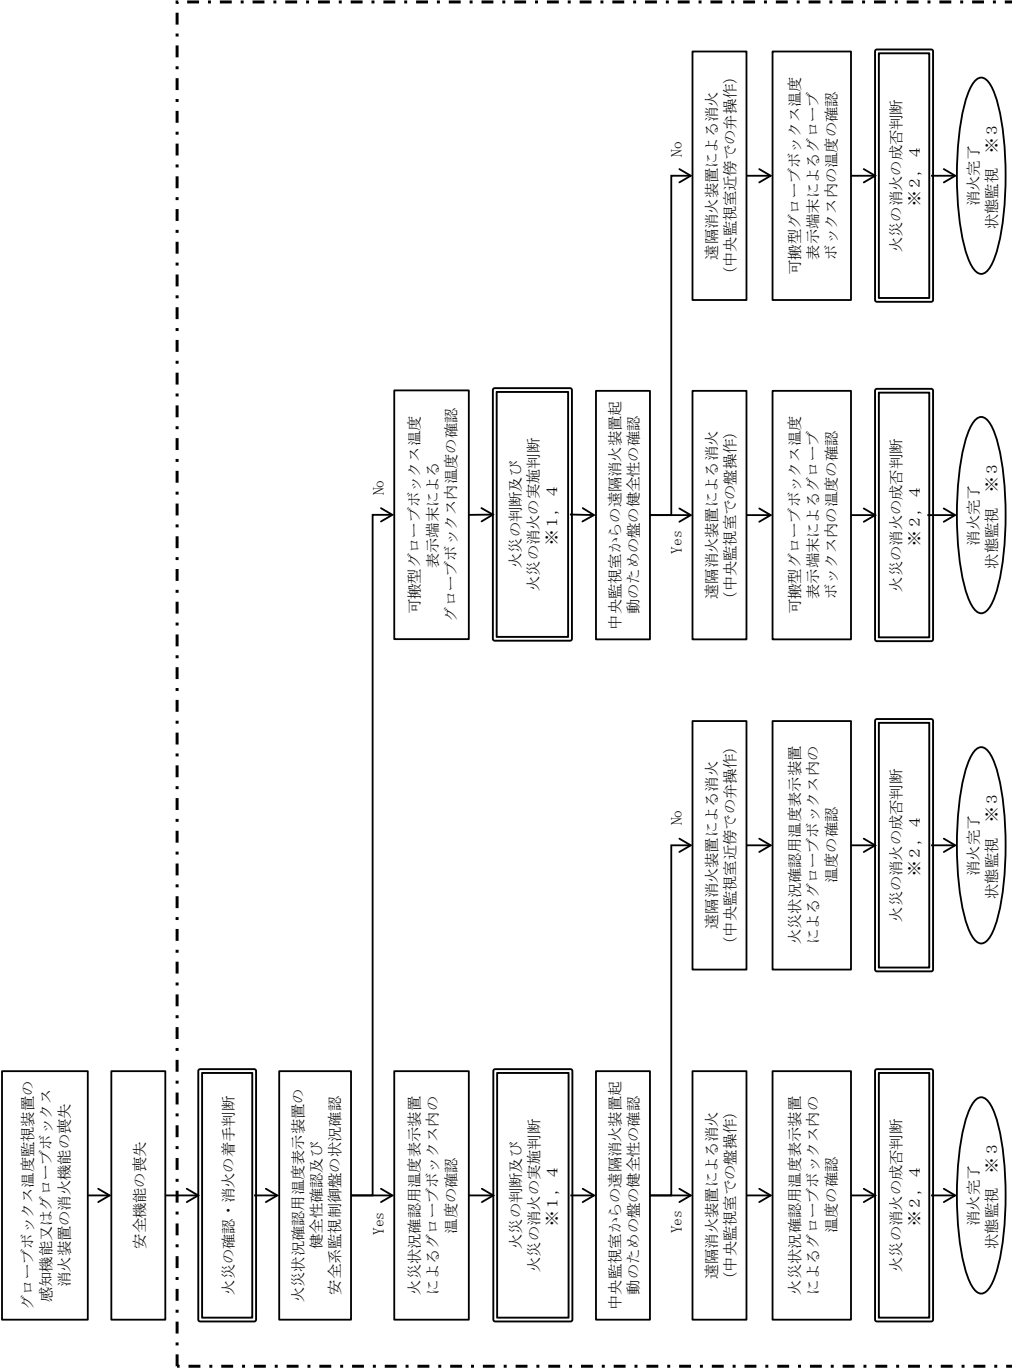 グローブボックス温度監視装置の
感知機能又はグローブボックス
消火装置の消火機能の喪失
安全機能の喪失
火災の確認・消火の着手判断
火災状況確認用温度表示装置の
健全性確認及び
安全系監視制御盤の状況確認
Yes
火災状況確認用温度表示装置
によるグローブボックス内の
温度の確認
火災の判断及び
火災の消火の実施判断
※１，４
中央監視室からの遠隔消火装置起
動のための盤の健全性の確認
Yes
遠隔消火装置による消火
(中央監視室での盤操作)
火災状況確認用温度表示装置
によるグローブボックス内の
温度の確認
火災の消火の成否判断
※２，４
消火完了
状態監視 ※３
No
遠隔消火装置による消火
(中央監視室近傍での弁操作)
火災状況確認用温度表示装置
によるグローブボックス内の
温度の確認
火災の消火の成否判断
※２，４
消火完了
状態監視 ※３
No
可搬型グローブボックス温度
表示端末による
グローブボックス内温度の確認
火災の判断及び
火災の消火の実施判断
※１，４
中央監視室からの遠隔消火装置起
動のための盤の健全性の確認
Yes
遠隔消火装置による消火
(中央監視室での盤操作)
可搬型グローブボックス温度
表示端末によるグローブ
ボックス内の温度の確認
火災の消火の成否判断
※２，４
消火完了
状態監視 ※３
No
遠隔消火装置による消火
(中央監視室近傍での弁操作)
可搬型グローブボックス温度
表示端末によるグローブ
ボックス内の温度の確認
火災の消火の成否判断
※２，４
消火完了
状態監視 ※３